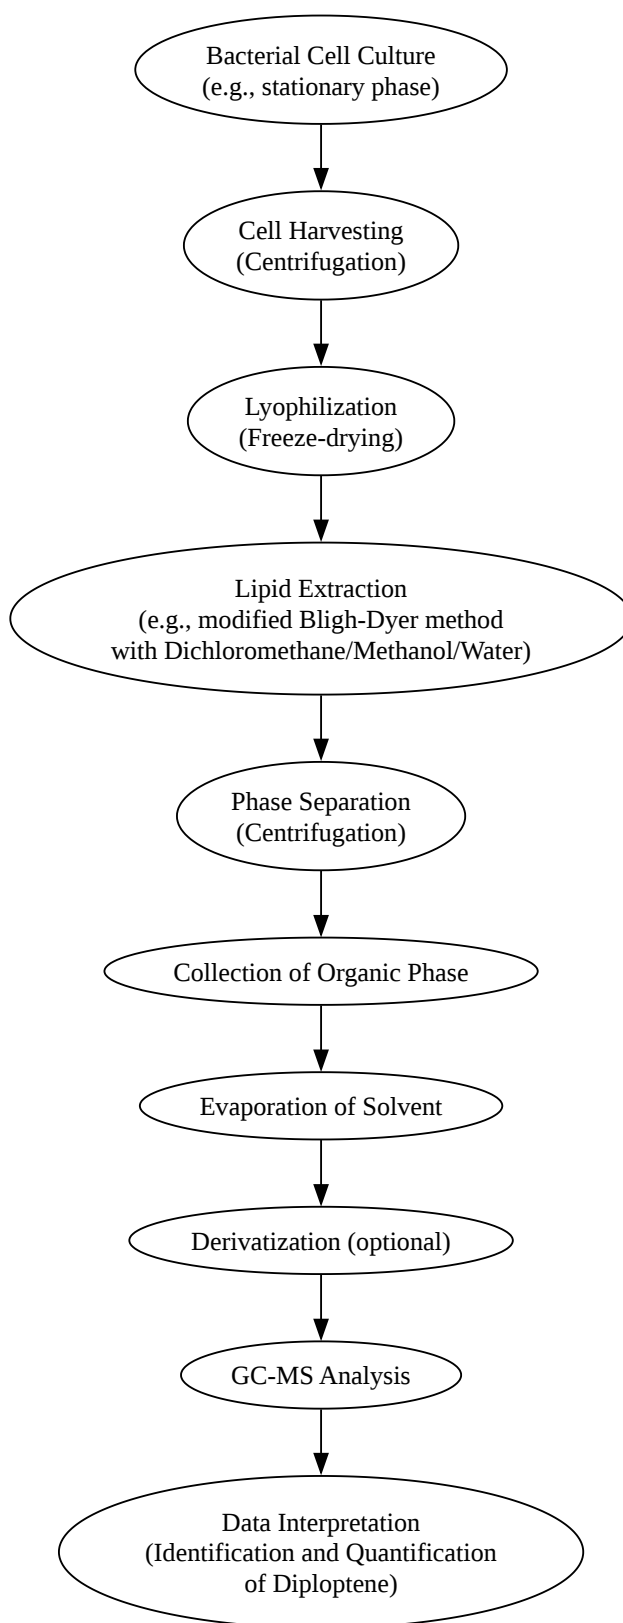 Bacterial Cell Culture
(e.g., stationary phase)
Cell Harvesting
(Centrifugation)
Lyophilization
(Freeze-drying)
Lipid Extraction
(e.g., modified Bligh-Dyer method
with Dichloromethane/Methanol/Water)
Phase Separation
(Centrifugation)
Collection of Organic Phase
Evaporation of Solvent
Derivatization (optional)
GC-MS Analysis
Data Interpretation
(Identification and Quantification
of Diploptene)